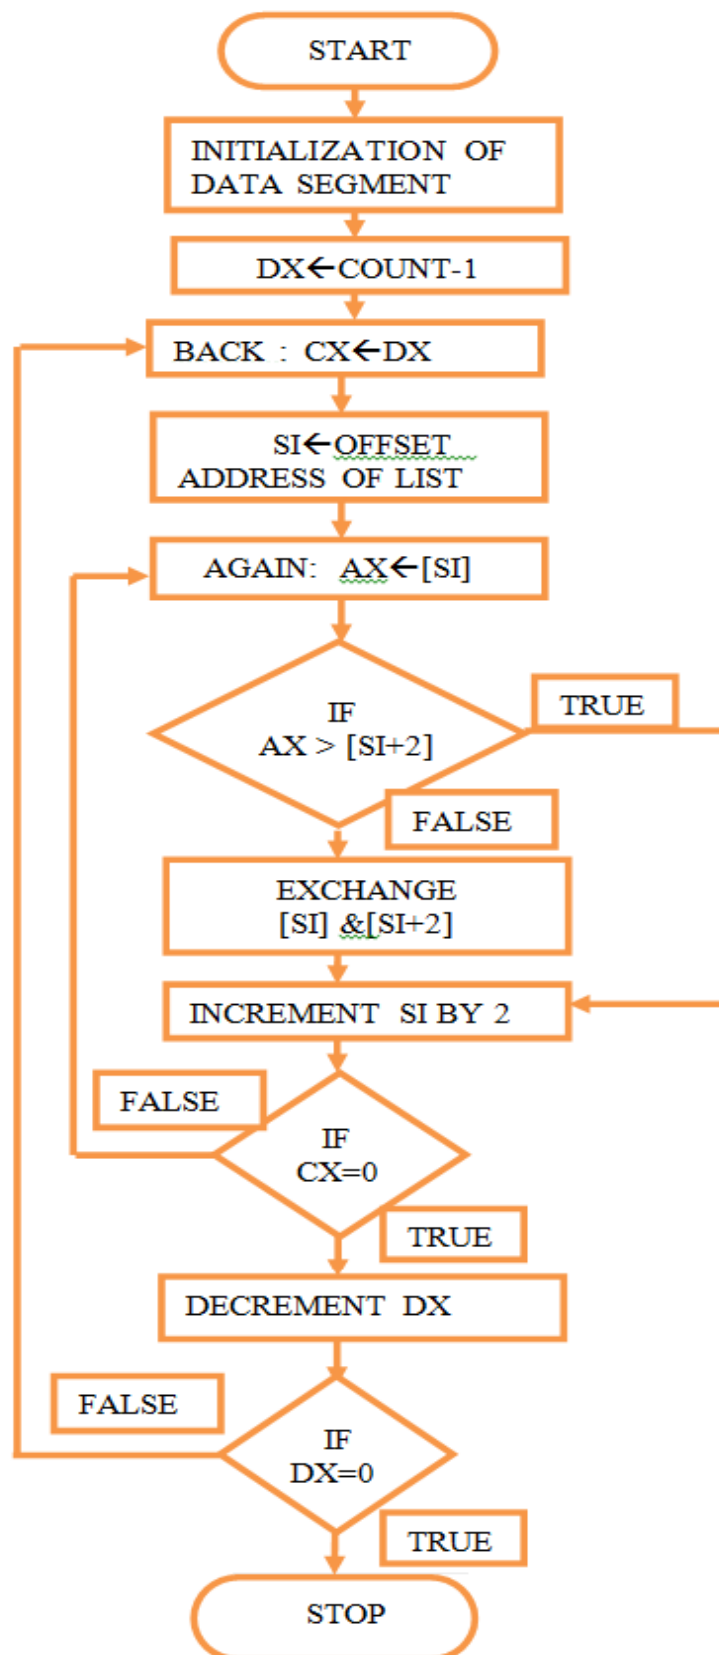 START
INITIALIZATION OF
DATA SEGMENT
DX←COUNT-1
BACK : CX←DX
SI←OFFSET
ADDRESS OF LIST
AGAIN: AX←[SI]
IF
AX > [SI+2]
TRUE
FALSE
EXCHANGE
[SI] &[SI+2]
INCREMENT SI BY 2
FALSE
IF
CX=0
TRUE
DECREMENT DX
FALSE
IF
DX=0
TRUE
STOP